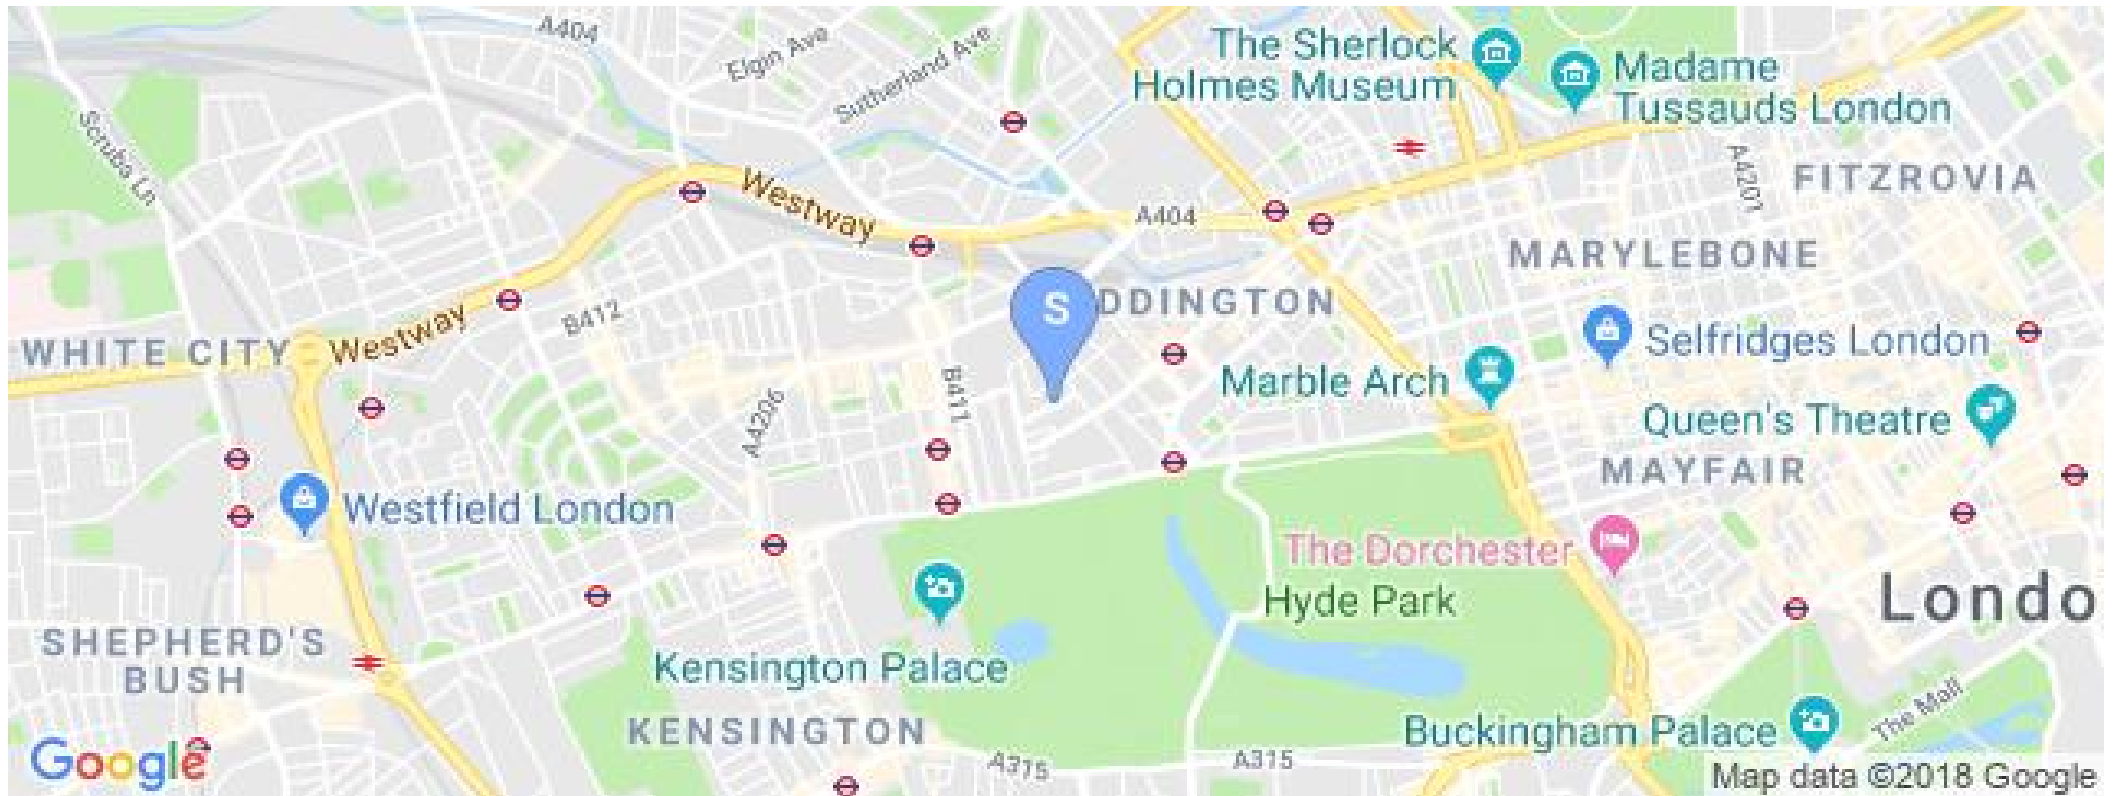 A404
Elgin Ave
Sutherland Ave
The Sherlock
Holmes Museum
Madame
Tussauds London
Scrubs Ln
A4201
FITZROVIA
Westway
A404
MARYLEBONE
S
DDINGTON
B412
Westway
WHITE CITY
Selfridges London
Marble Arch
B411
A4206
Queen's Theatre
MAYFAIR
Westfield London
The Dorchester
Hyde Park
Londo
SHEPHERD'S
BUSH
Kensington Palace
KENSINGTON
Buckingham Palace
The Mall
A315
A315
Google
Map data ©2018 Google